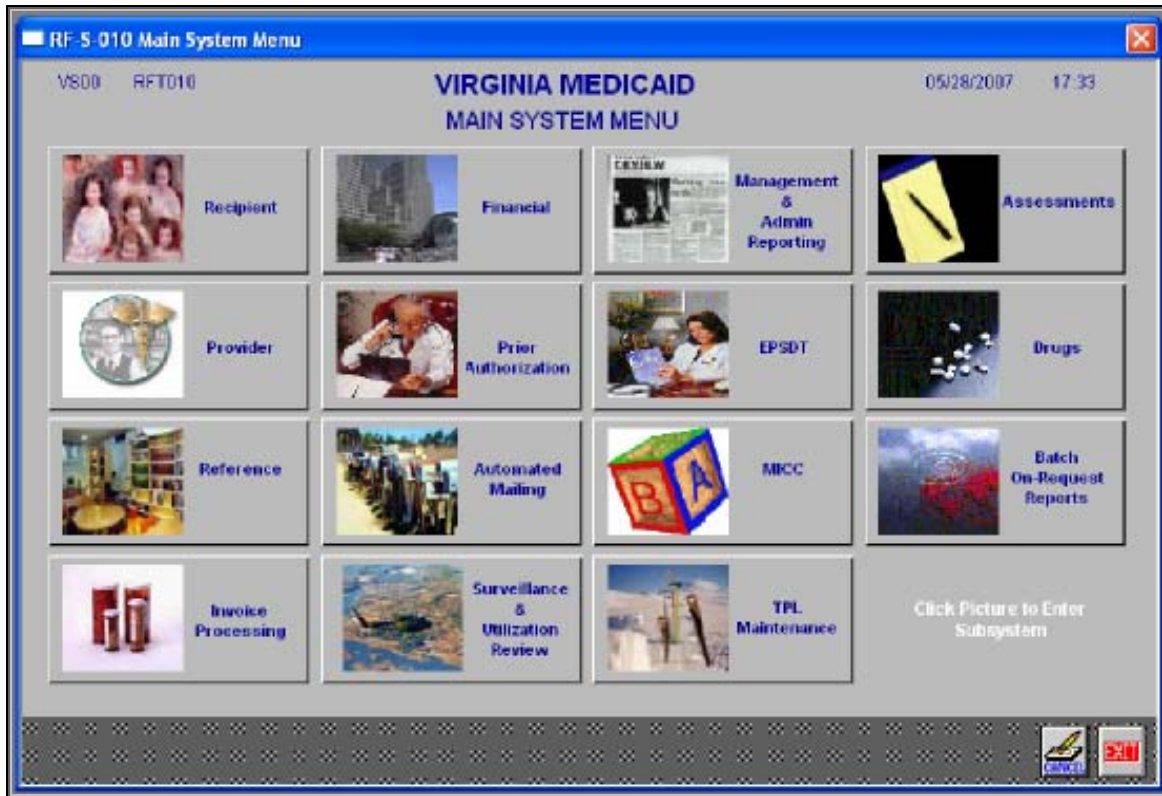 RF-S-010 Main System Menu
V800 RFT010
VIRGINIA MEDICAID
05/28/2007 17:33
MAIN SYSTEM MENU
Recipient
Financial
Management
&
Admin
Reporting
Assessments
Provider
Prior
Authorization
EPSDT
Drugs
Reference
Automated
Mailing
B A
MICC
Batch
On-Request
Reports
Invoice
Processing
Surveillance
&
Utilization
Review
TPL
Maintenance
Click Picture to Enter
Subsystem
CANCEL
EXIT